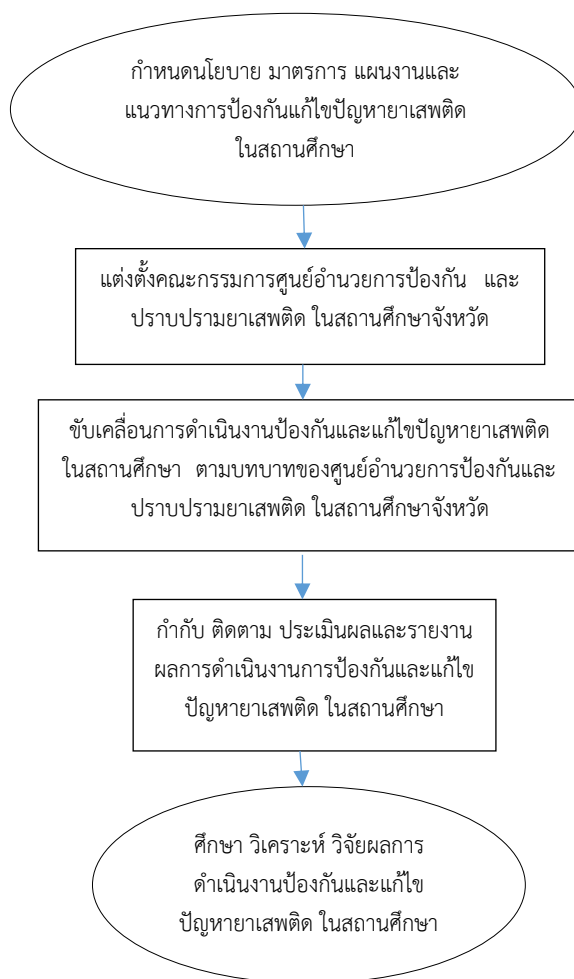 กำหนดนโยบาย มาตรการ แผนงานและ
แนวทางการป้องกันแก้ไขปัญหายาเสพติด
ในสถานศึกษา
แต่งตั้งคณะกรรมการศูนย์อำนวยการป้องกัน และ
ปราบปรามยาเสพติด ในสถานศึกษาจังหวัด
ขับเคลื่อนการดำเนินงานป้องกันและแก้ไขปัญหายาเสพติด
ในสถานศึกษา ตามบทบาทของศูนย์อำนวยการป้องกันและ
ปราบปรามยาเสพติด ในสถานศึกษาจังหวัด
กำกับ ติดตาม ประเมินผลและรายงาน
ผลการดำเนินงานการป้องกันและแก้ไข
ปัญหายาเสพติด ในสถานศึกษา
ศึกษา วิเคราะห์ วิจัยผลการ
ดำเนินงานป้องกันและแก้ไข
ปัญหายาเสพติด ในสถานศึกษา